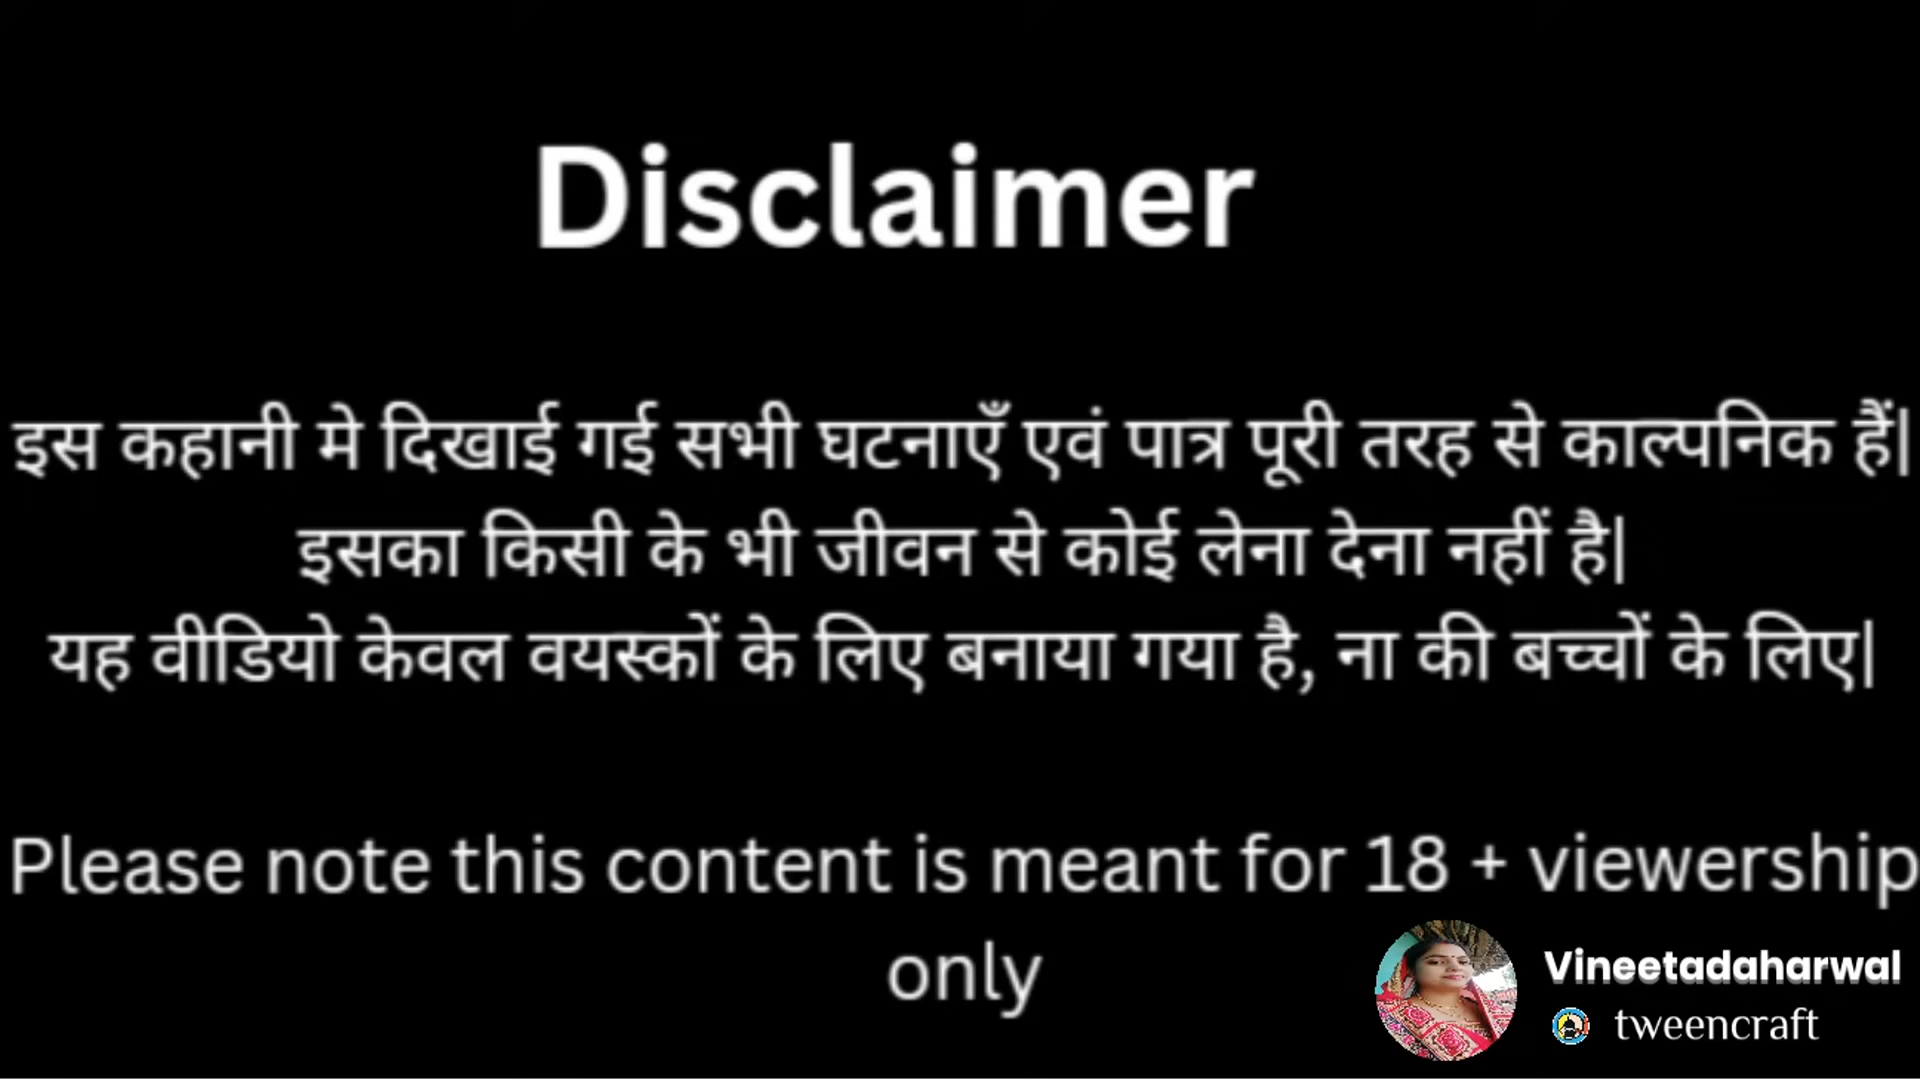 Disclaimer
इस कहानी मे दिखाई गई सभी घटनाएँ एवं पात्र पूरी तरह से काल्पनिक हैं|
इसका किसी के भी जीवन से कोई लेना देना नहीं है|
यह वीडियो केवल वयस्कों के लिए बनाया गया है, ना की बच्चों के लिए|
Please note this content is meant for 18 + viewership
only
Vineetadaharwal
tweencraft